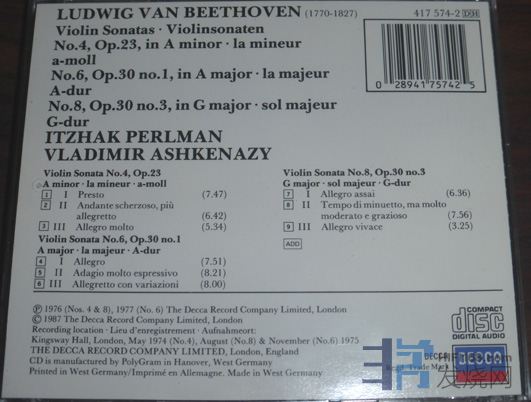 LUDWIG VAN BEETHOVEN (1770-1827)
417 574-2 DH
Violin Sonatas · Violinsonaten
No.4, Op.23, in A minor · la mineur
a-moll
No.6, Op.30 no.1, in A major · la majeur
A-dur
No.8, Op.30 no.3, in G major · sol majeur
G-dur
0 28941 75742 5
ITZHAK PERLMAN
VLADIMIR ASHKENAZY
Violin Sonata No.4, Op.23
A minor · la mineur · a-moll
1 I Presto (7.47)
2 II Andante scherzoso, più
allegretto (6.42)
3 III Allegro molto (5.34)
Violin Sonata No.6, Op.30 no.1
A major · la majeur · A-dur
4 I Allegro (7.51)
5 II Adagio molto espressivo (8.21)
6 III Allegretto con variazioni (8.00)
Violin Sonata No.8, Op.30 no.3
G major · sol majeur · G-dur
7 I Allegro assai (6.36)
8 II Tempo di minuetto, ma molto
moderato e grazioso (7.56)
9 III Allegro vivace (3.25)
ADD
℗ 1976 (Nos. 4 & 8), 1977 (No. 6) The Decca Record Company Limited, London
© 1987 The Decca Record Company Limited, London
Recording location · Lieu d'enregistrement · Aufnahmeort:
Kingsway Hall, London, May 1974 (No.4), August (No.8) & November (No.6) 1975
THE DECCA RECORD COMPANY LIMITED, London, England
CD is manufactured by PolyGram in Hanover, West Germany
Printed in West Germany/Imprimé en Allemagne. Made in West Germany
COMPACT
disc
DIGITAL AUDIO
DECCA
Regd. Trade Mark
DECCA
发烧网